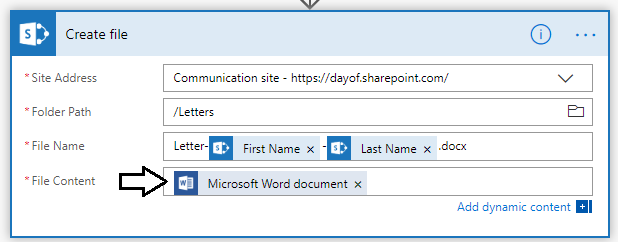 Create file
* Site Address Communication site - https://dayof.sharepoint.com/
* Folder Path /Letters
* File Name Letter- First Name × - Last Name × .docx
* File Content Microsoft Word document ×
Add dynamic content